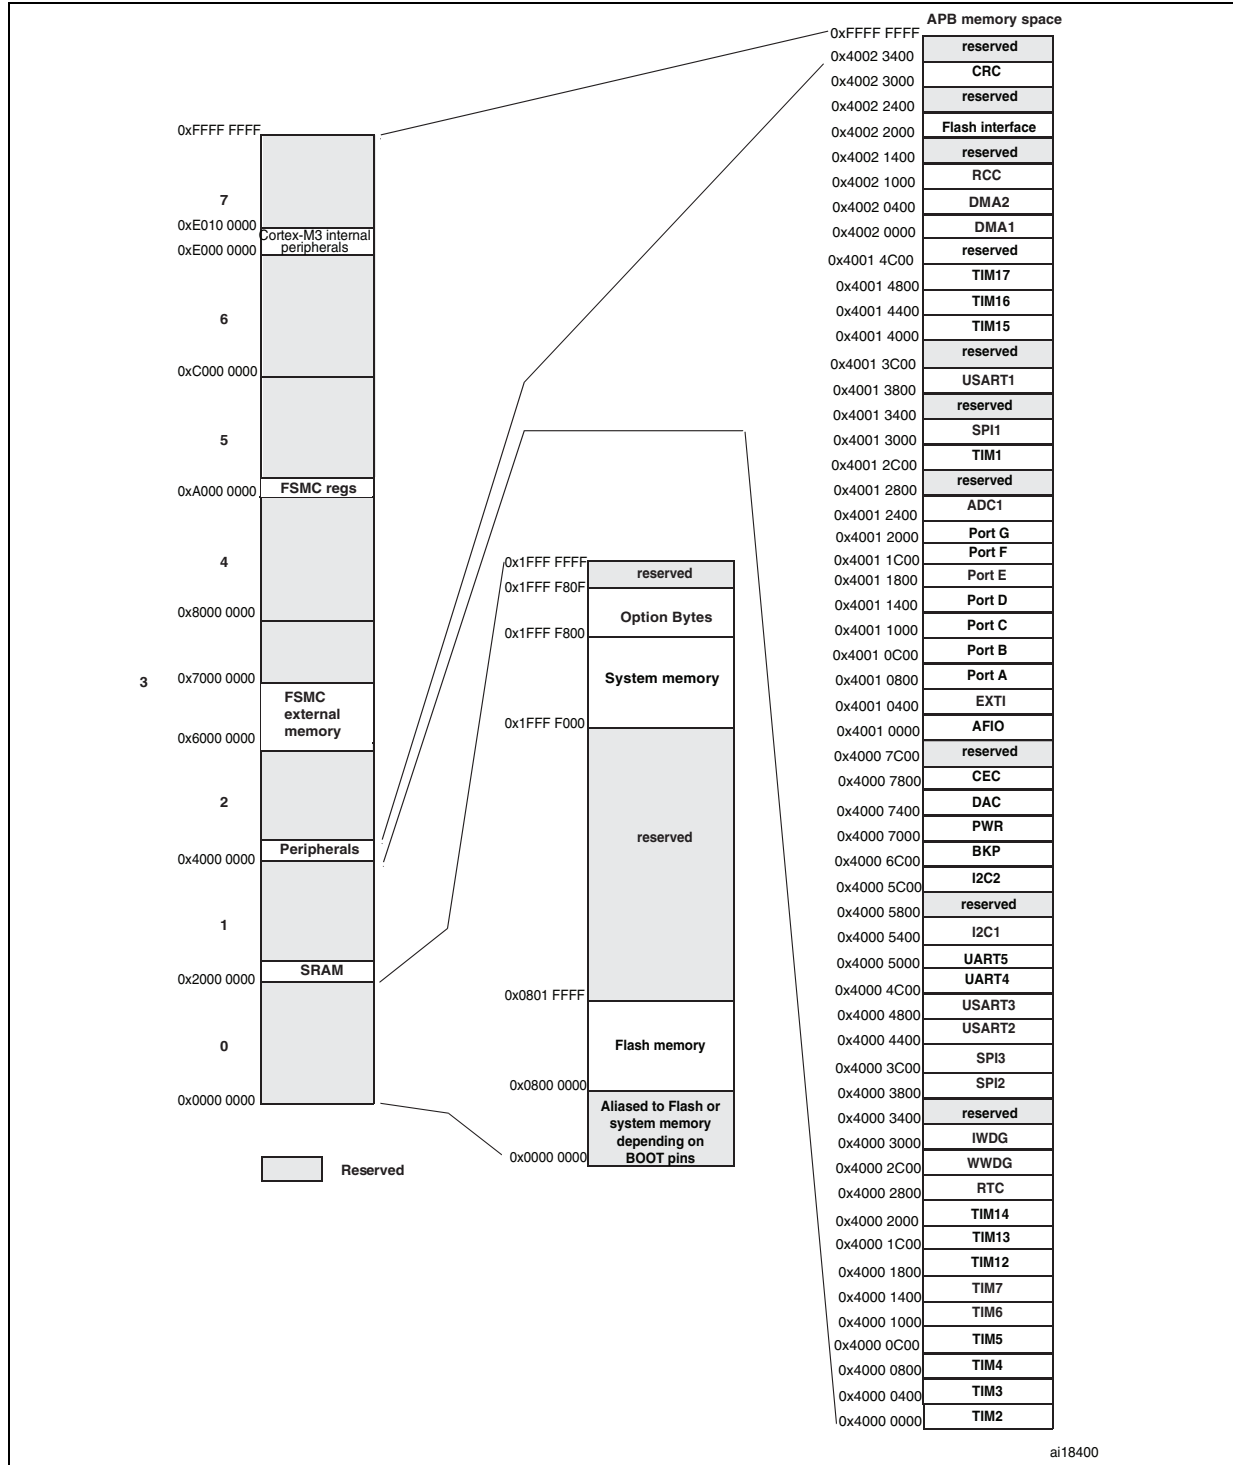 0xFFFF FFFF
7
0xE010 0000
Cortex-M3 internal
peripherals
0xE000 0000
6
0xC000 0000
5
0xA000 0000
FSMC regs
4
0x8000 0000
3
0x7000 0000
FSMC
external
memory
0x6000 0000
2
Peripherals
0x4000 0000
1
SRAM
0x2000 0000
0
0x0000 0000
Reserved
0x1FFF FFFF
reserved
0x1FFF F80F
Option Bytes
0x1FFF F800
System memory
0x1FFF F000
reserved
0x0801 FFFF
Flash memory
0x0800 0000
Aliased to Flash or
system memory
depending on
BOOT pins
0x0000 0000
APB memory space
0xFFFF FFFF
reserved
0x4002 3400
CRC
0x4002 3000
reserved
0x4002 2400
Flash interface
0x4002 2000
reserved
0x4002 1400
RCC
0x4002 1000
DMA2
0x4002 0400
DMA1
0x4002 0000
reserved
0x4001 4C00
TIM17
0x4001 4800
TIM16
0x4001 4400
TIM15
0x4001 4000
reserved
0x4001 3C00
USART1
0x4001 3800
reserved
0x4001 3400
SPI1
0x4001 3000
TIM1
0x4001 2C00
reserved
0x4001 2800
ADC1
0x4001 2400
Port G
0x4001 2000
Port F
0x4001 1C00
Port E
0x4001 1800
Port D
0x4001 1400
Port C
0x4001 1000
Port B
0x4001 0C00
Port A
0x4001 0800
EXTI
0x4001 0400
AFIO
0x4001 0000
reserved
0x4000 7C00
CEC
0x4000 7800
DAC
0x4000 7400
PWR
0x4000 7000
BKP
0x4000 6C00
I2C2
0x4000 5C00
reserved
0x4000 5800
I2C1
0x4000 5400
UART5
0x4000 5000
UART4
0x4000 4C00
USART3
0x4000 4800
USART2
0x4000 4400
SPI3
0x4000 3C00
SPI2
0x4000 3800
reserved
0x4000 3400
IWDG
0x4000 3000
WWDG
0x4000 2C00
RTC
0x4000 2800
TIM14
0x4000 2000
TIM13
0x4000 1C00
TIM12
0x4000 1800
TIM7
0x4000 1400
TIM6
0x4000 1000
TIM5
0x4000 0C00
TIM4
0x4000 0800
TIM3
0x4000 0400
TIM2
0x4000 0000
ai18400